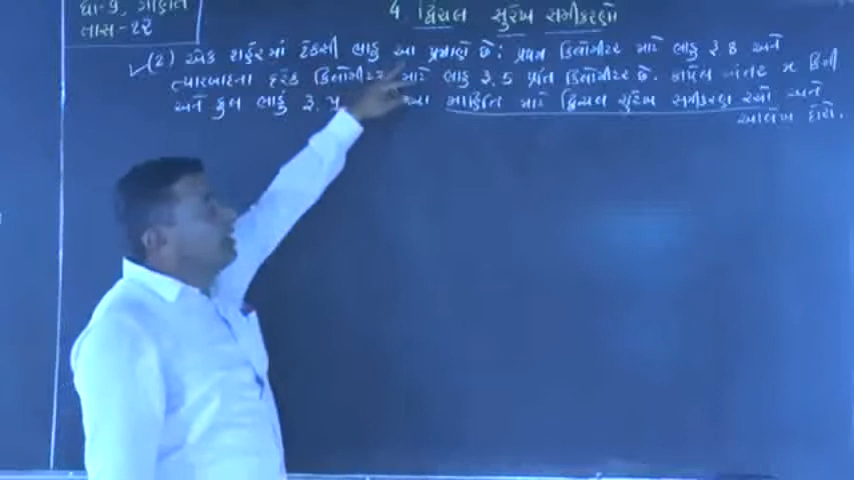 ધો-9, ગણિત
તાસ-૨૨
4. દ્વિચલ સુરેખ સમીકરણો
(2) એક શહેરમાં ટેક્સી ભાડુ આ પ્રમાણે છે : પ્રથમ કિલોમીટર માટે ભાડુ રૂ 8 અને
ત્યારબાદના દરેક કિલોમીટર માટે ભાડુ રૂ. 5 પ્રતિ કિલોમીટર છે. કાપેલ અંતર x કિમી
અને કુલ ભાડું રૂ. y આ માહિતિ માટે દ્વિચલ સુરેખ સમીકરણ રચો અને
આલેખ દોરો.